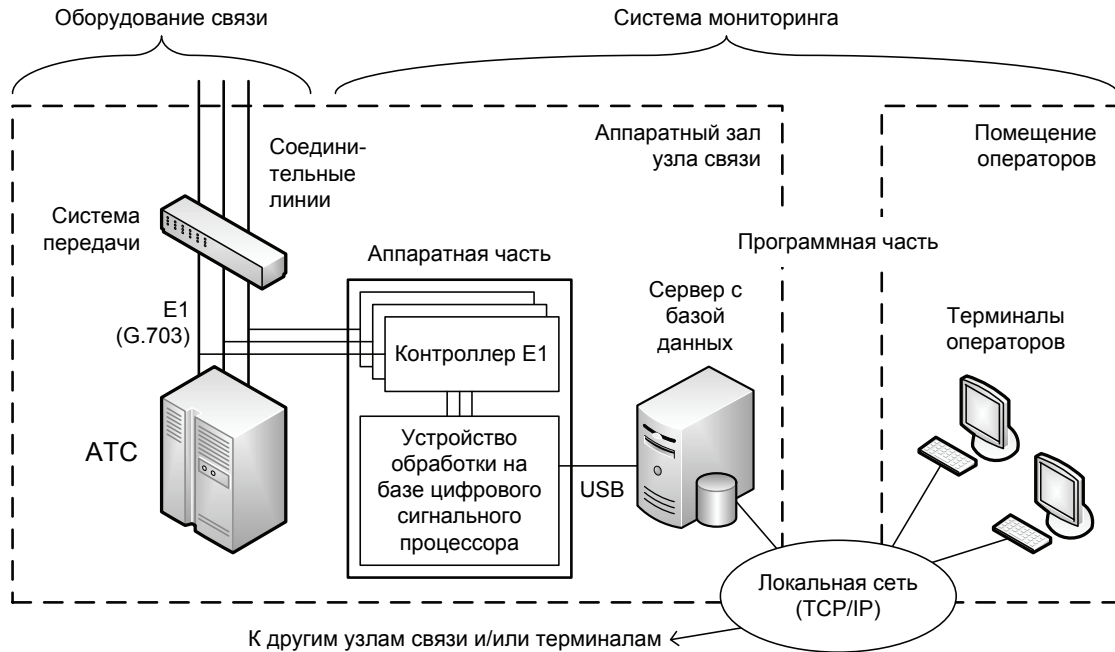 Оборудование связи
Система мониторинга
Аппаратный зал
узла связи
Помещение
операторов
Соедини-
тельные
линии
Система
передачи
Программная часть
Аппаратная часть
E1
(G.703)
Контроллер E1
Сервер с
базой
данных
Терминалы
операторов
АТС
Устройство
обработки на
базе цифрового
сигнального
процессора
USB
Локальная сеть
(TCP/IP)
К другим узлам связи и/или терминалам